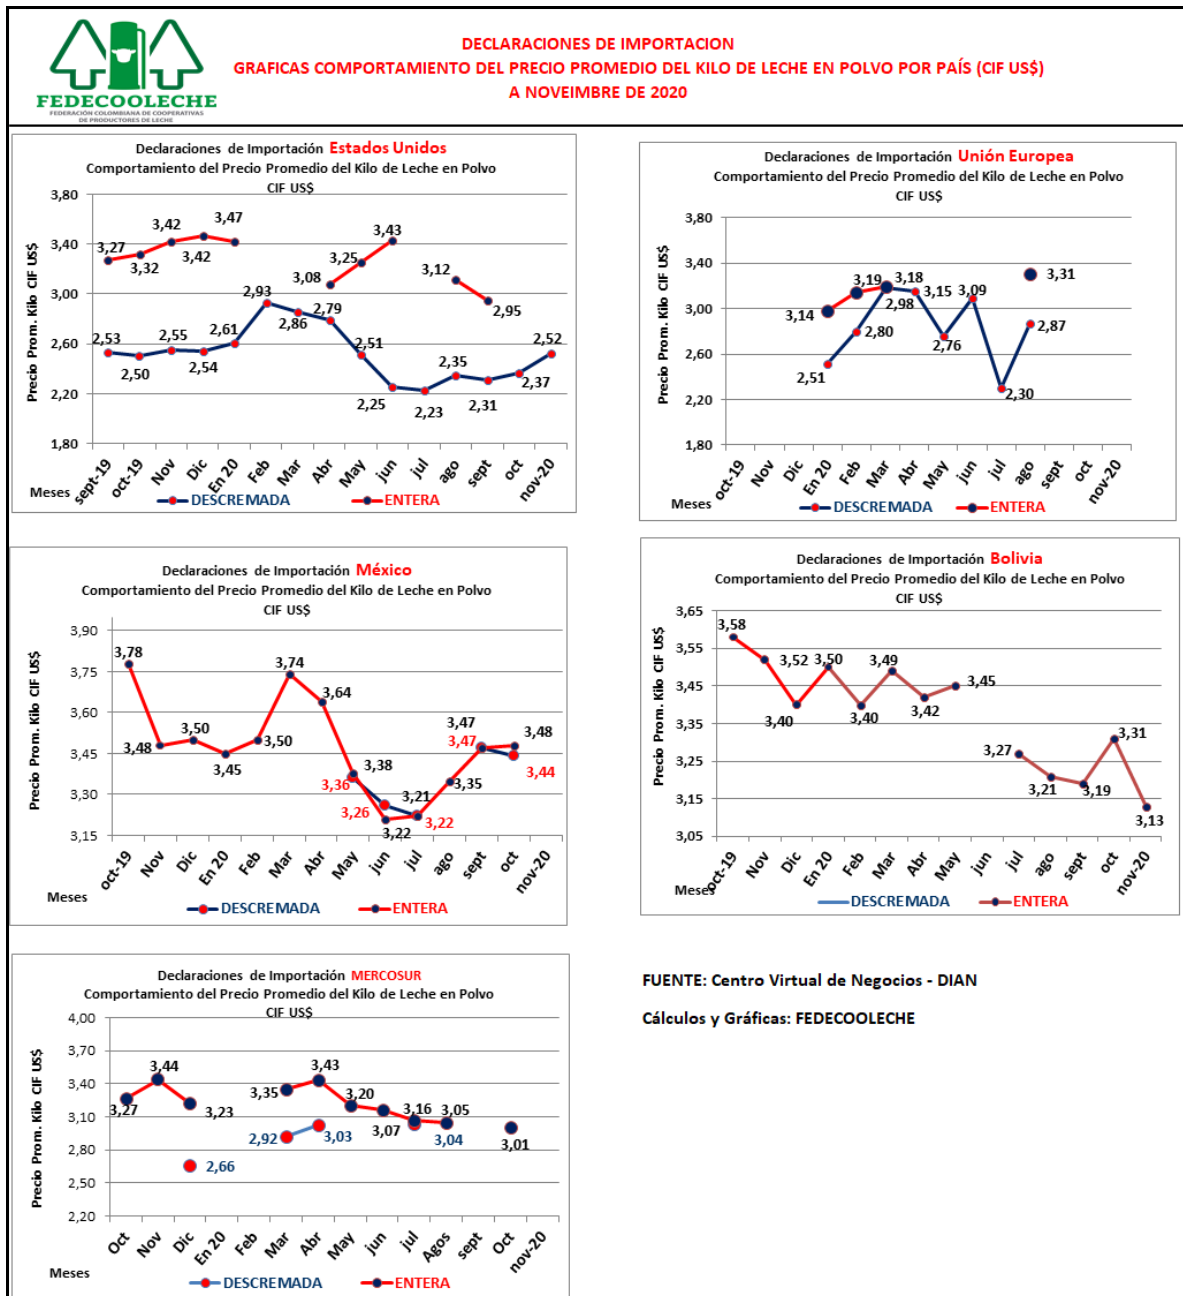 FEDECOOLECHE
FEDERACIÓN COLOMBIANA DE COOPERATIVAS
DE PRODUCTORES DE LECHE
DECLARACIONES DE IMPORTACION
GRAFICAS COMPORTAMIENTO DEL PRECIO PROMEDIO DEL KILO DE LECHE EN POLVO POR PAÍS (CIF US$)
A NOVEIMBRE DE 2020
Declaraciones de Importación Estados Unidos
Comportamiento del Precio Promedio del Kilo de Leche en Polvo
CIF US$
Precio Prom. Kilo CIF US$
3,80
3,40
3,00
2,60
2,20
1,80
3,27
3,32
3,42
3,42
3,47
3,08
3,25
3,43
3,12
2,95
2,53
2,50
2,55
2,54
2,61
2,93
2,86
2,79
2,51
2,25
2,23
2,35
2,31
2,37
2,52
sept-19 oct-19 Nov Dic En 20 Feb Mar Abr May jun jul ago sept oct nov-20
Meses
DESCREMADA ENTERA
Declaraciones de Importación Unión Europea
Comportamiento del Precio Promedio del Kilo de Leche en Polvo
CIF US$
Precio Prom. Kilo CIF US$
3,80
3,40
3,00
2,60
2,20
1,80
3,14
3,19
3,18
2,98
3,15
3,09
3,31
2,51
2,80
2,76
2,30
2,87
oct-19 Nov Dic En 20 Feb Mar Abr May jun jul ago sept oct nov-20
Meses
DESCREMADA ENTERA
Declaraciones de Importación México
Comportamiento del Precio Promedio del Kilo de Leche en Polvo
CIF US$
Precio Prom. Kilo CIF US$
3,90
3,75
3,60
3,45
3,30
3,15
3,78
3,48
3,50
3,45
3,50
3,74
3,64
3,38
3,36
3,26
3,22
3,21
3,22
3,35
3,47
3,47
3,48
3,44
oct-19 Nov Dic En 20 Feb Mar Abr May jun jul ago sept oct nov-20
Meses
DESCREMADA ENTERA
Declaraciones de Importación Bolivia
Comportamiento del Precio Promedio del Kilo de Leche en Polvo
CIF US$
Precio Prom. Kilo CIF US$
3,65
3,55
3,45
3,35
3,25
3,15
3,05
3,58
3,52
3,40
3,50
3,40
3,49
3,42
3,45
3,27
3,21
3,19
3,31
3,13
oct-19 Nov Dic En 20 Feb Mar Abr May jun jul ago sept oct nov-20
Meses
DESCREMADA ENTERA
Declaraciones de Importación MERCOSUR
Comportamiento del Precio Promedio del Kilo de Leche en Polvo
CIF US$
Precio Prom. Kilo CIF US$
4,00
3,70
3,40
3,10
2,80
2,50
2,20
3,27
3,44
3,23
2,66
3,35
2,92
3,43
3,03
3,20
3,07
3,16
3,05
3,04
3,01
Oct Nov Dic En 20 Feb Mar Abr May jun jul Agos sept Oct nov-20
Meses
DESCREMADA ENTERA
FUENTE: Centro Virtual de Negocios - DIAN
Cálculos y Gráficas: FEDECOOLECHE